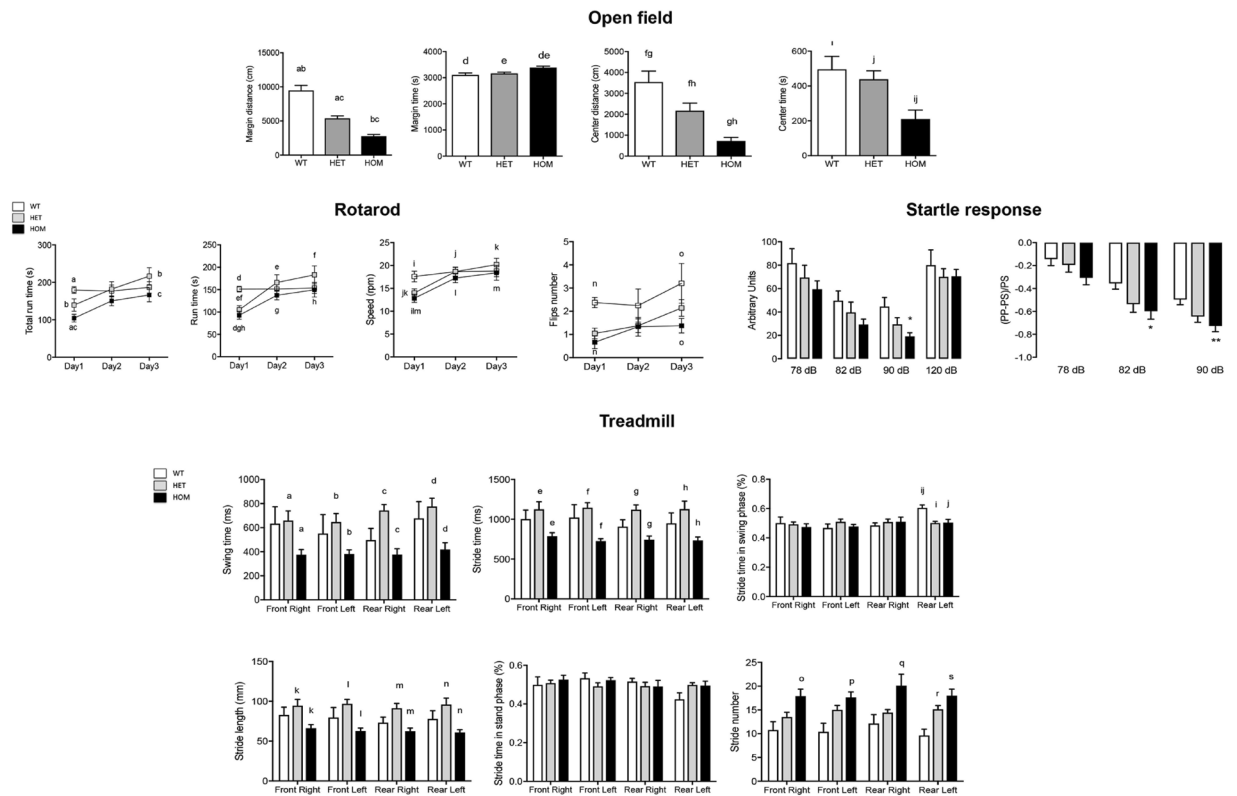 Open field
Margin distance (cm)
15000
10000
5000
0
ab
ac
bc
WT HET HOM
Margin time (s)
4000
3000
2000
1000
0
d
e
de
WT HET HOM
Center distance (cm)
5000
4000
3000
2000
1000
0
fg
fh
gh
WT HET HOM
Center time (s)
600
400
200
0
j
ij
WT HET HOM
WT
HET
HOM
Rotarod
Total run time (s)
300
200
100
0
a
b
ac
b
c
Day1 Day2 Day3
Run time (s)
250
200
150
100
50
0
d
ef
dgh
e
g
f
h
Day1 Day2 Day3
Speed (rpm)
25
20
15
10
5
0
i
jk
ilm
j
l
k
m
Day1 Day2 Day3
Flips number
5
4
3
2
1
0
n
n
o
o
Day1 Day2 Day3
Startle response
Arbitrary Units
100
80
60
40
20
0
*
78 dB 82 dB 90 dB 120 dB
(PP-PS)/PS
0.0
-0.2
-0.4
-0.6
-0.8
-1.0
*
**
78 dB 82 dB 90 dB
Treadmill
WT
HET
HOM
Swing time (ms)
1000
800
600
400
200
0
a
a
b
b
c
c
d
d
Front Right Front Left Rear Right Rear Left
Stride time (ms)
1500
1000
500
0
e
e
f
f
g
g
h
h
Front Right Front Left Rear Right Rear Left
Stride time in swing phase (%)
0.8
0.6
0.4
0.2
0.0
ij
i
j
Front Right Front Left Rear Right Rear Left
Stride length (mm)
150
100
75
50
25
0
k
k
l
l
m
m
n
n
Front Right Front Left Rear Right Rear Left
Stride time in stand phase (%)
0.6
0.4
0.2
0.0
Front Right Front Left Rear Right Rear Left
Stride number
25
20
15
10
5
0
o
p
q
r
s
Front Right Front Left Rear Right Rear Left